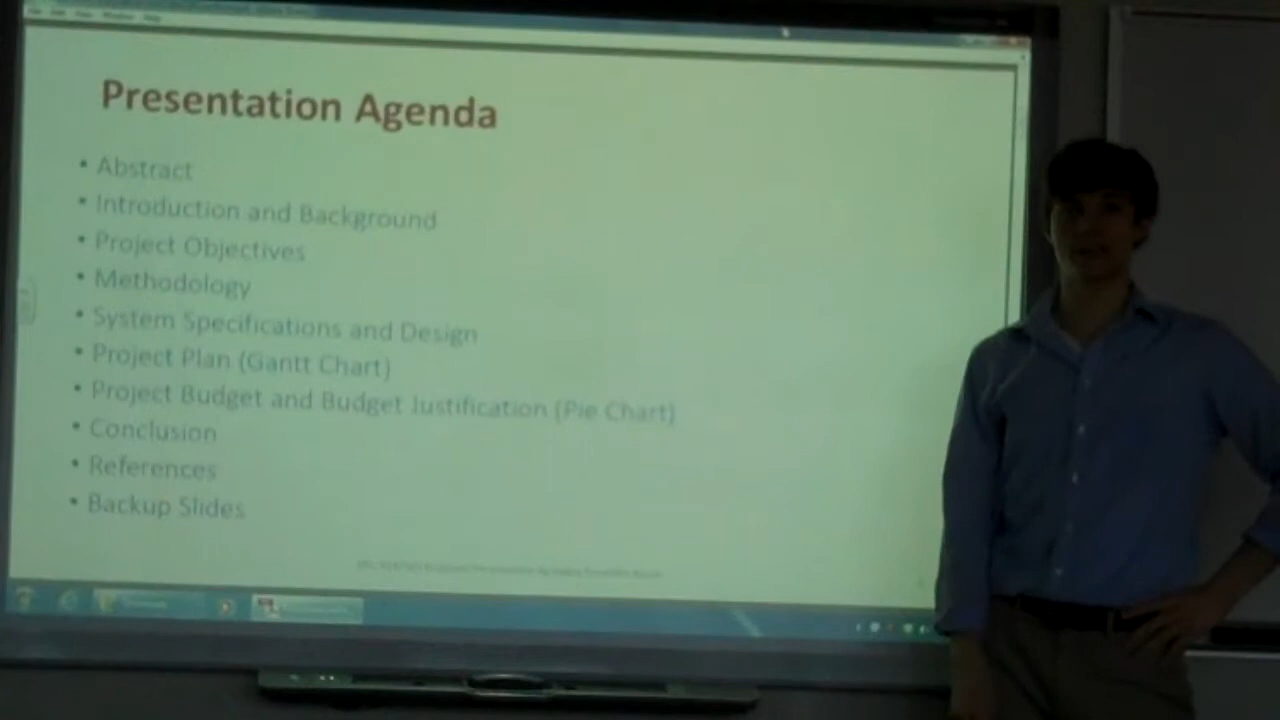 Presentation Agenda
• Abstract
• Introduction and Background
• Project Objectives
• Methodology
• System Specifications and Design
• Project Plan (Gantt Chart)
• Project Budget and Budget Justification (Pie Chart)
• Conclusion
• References
• Backup Slides